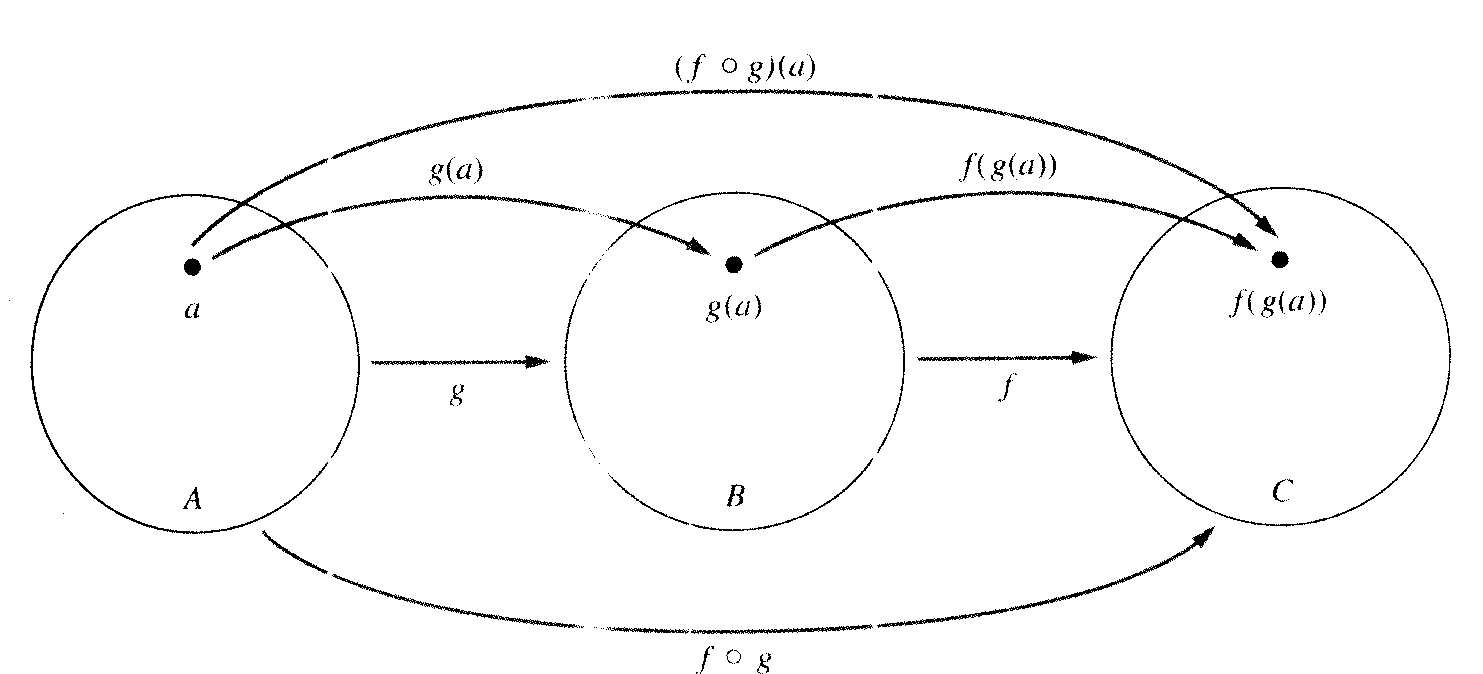 (f ∘ g)(a)
g(a)
f(g(a))
a
g(a)
f(g(a))
g
f
A
B
C
f ∘ g